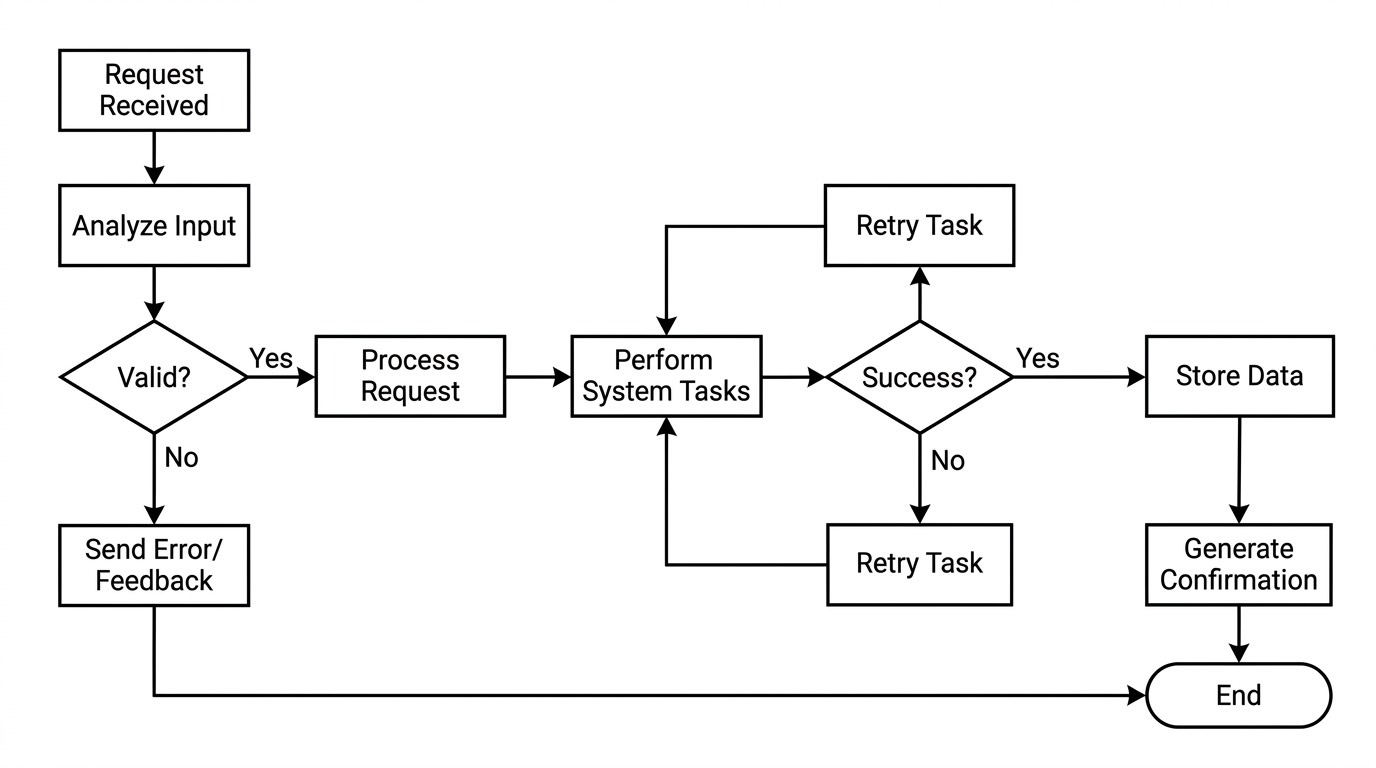 Request
Received
Analyze Input
Valid?
Yes
No
Send Error/
Feedback
Process
Request
Perform
System Tasks
Retry Task
Success?
Yes
No
Retry Task
Store Data
Generate
Confirmation
End